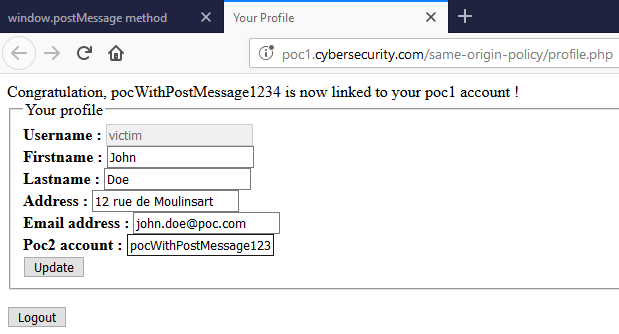 window.postMessage method
Your Profile
poc1.cybersecurity.com/same-origin-policy/profile.php
Congratulation, pocWithPostMessage1234 is now linked to your poc1 account !
Your profile
Username : victim
Firstname : John
Lastname : Doe
Address : 12 rue de Moulinsart
Email address : john.doe@poc.com
Poc2 account : pocWithPostMessage123
Update
Logout